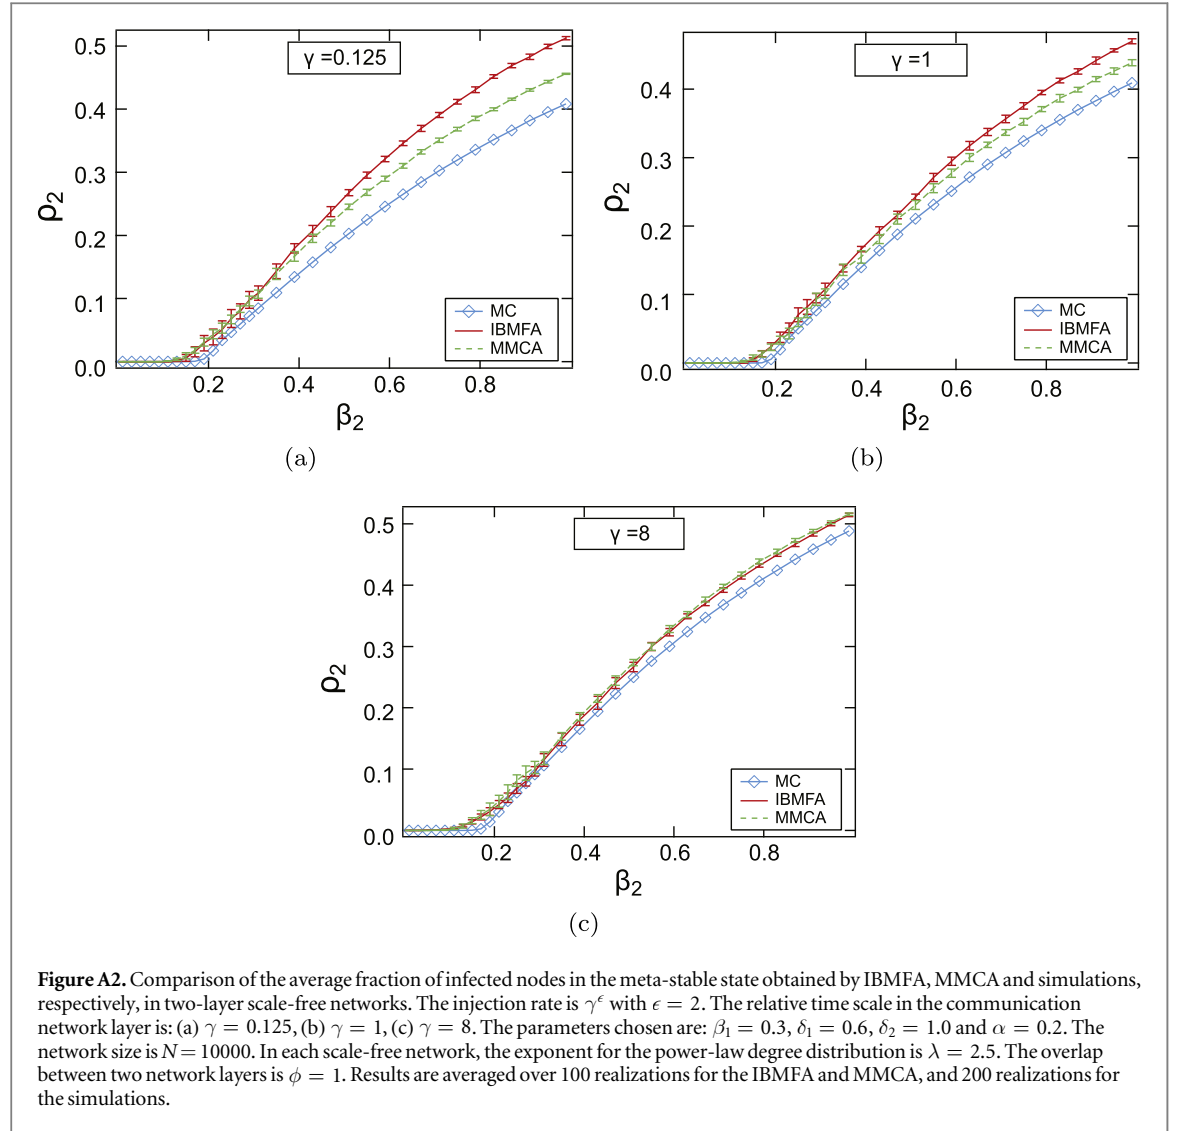 0.5
0.4
0.3
0.2
0.1
0.0
ρ2
γ =0.125
MC
IBMFA
MMCA
0.2 0.4 0.6 0.8
β2
(a)
0.4
0.3
0.2
0.1
0.0
ρ2
γ =1
MC
IBMFA
MMCA
0.2 0.4 0.6 0.8
β2
(b)
0.5
0.4
0.3
0.2
0.1
0.0
ρ2
γ =8
MC
IBMFA
MMCA
0.2 0.4 0.6 0.8
β2
(c)
Figure A2. Comparison of the average fraction of infected nodes in the meta-stable state obtained by IBMFA, MMCA and simulations,
respectively, in two-layer scale-free networks. The injection rate is γ^ϵ with ϵ = 2. The relative time scale in the communication
network layer is: (a) γ = 0.125, (b) γ = 1, (c) γ = 8. The parameters chosen are: β1 = 0.3, δ1 = 0.6, δ2 = 1.0 and α = 0.2. The
network size is N = 10000. In each scale-free network, the exponent for the power-law degree distribution is λ = 2.5. The overlap
between two network layers is ϕ = 1. Results are averaged over 100 realizations for the IBMFA and MMCA, and 200 realizations for
the simulations.